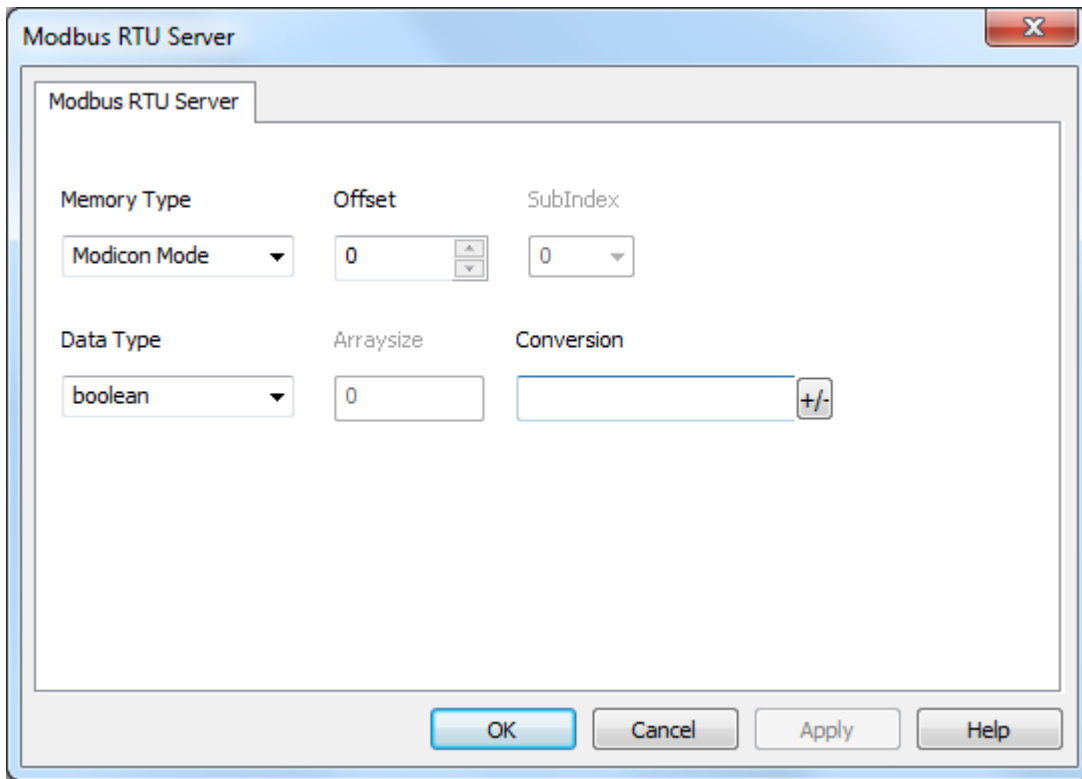 Modbus RTU Server
Modbus RTU Server
Memory Type Offset SubIndex
Modicon Mode 0 0
Data Type Arraysize Conversion
boolean 0 +/-
OK Cancel Apply Help